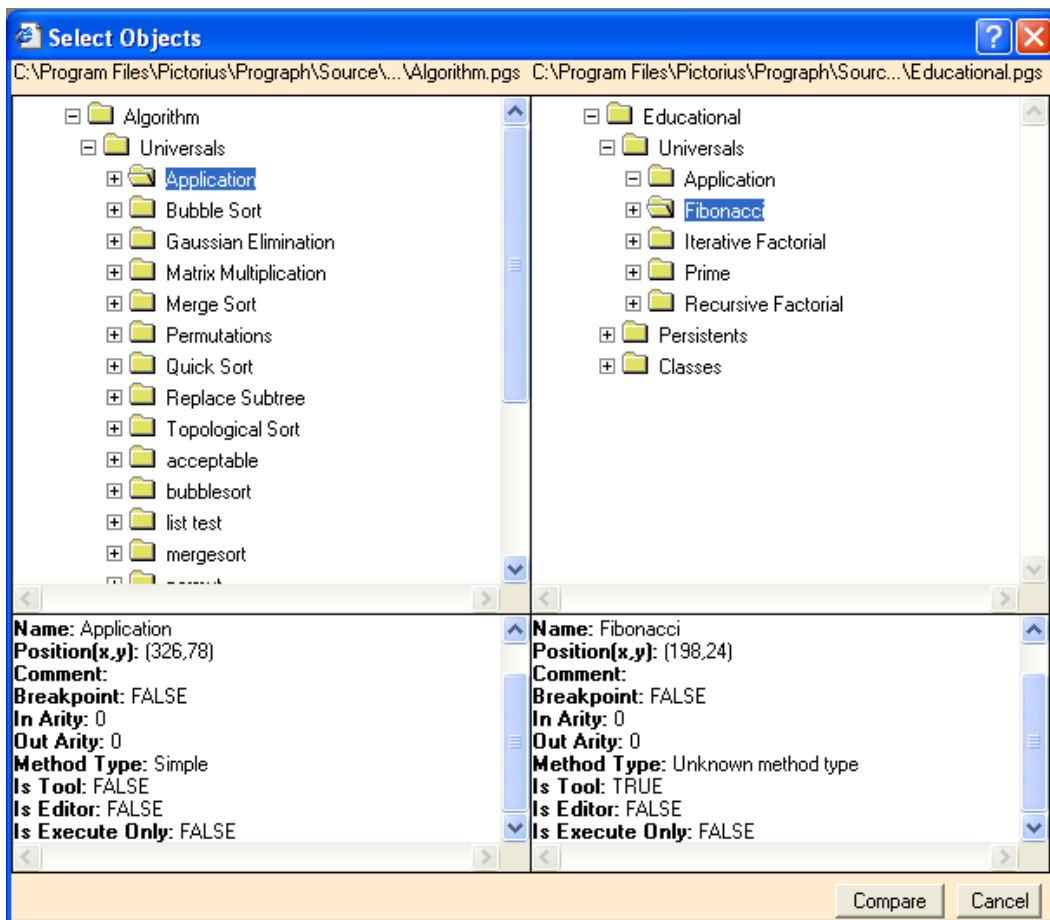 Select Objects
C:\Program Files\Pictorius\Prograph\Source\...\Algorithm.pgs
C:\Program Files\Pictorius\Prograph\Sourc...\Educational.pgs
Algorithm
Universals
Application
Bubble Sort
Gaussian Elimination
Matrix Multiplication
Merge Sort
Permutations
Quick Sort
Replace Subtree
Topological Sort
acceptable
bubblesort
list test
mergesort
Educational
Universals
Application
Fibonacci
Iterative Factorial
Prime
Recursive Factorial
Persistents
Classes
Name: Application
Position(x,y): (326,78)
Comment:
Breakpoint: FALSE
In Arity: 0
Out Arity: 0
Method Type: Simple
Is Tool: FALSE
Is Editor: FALSE
Is Execute Only: FALSE
Name: Fibonacci
Position(x,y): (198,24)
Comment:
Breakpoint: FALSE
In Arity: 0
Out Arity: 0
Method Type: Unknown method type
Is Tool: TRUE
Is Editor: FALSE
Is Execute Only: FALSE
Compare
Cancel